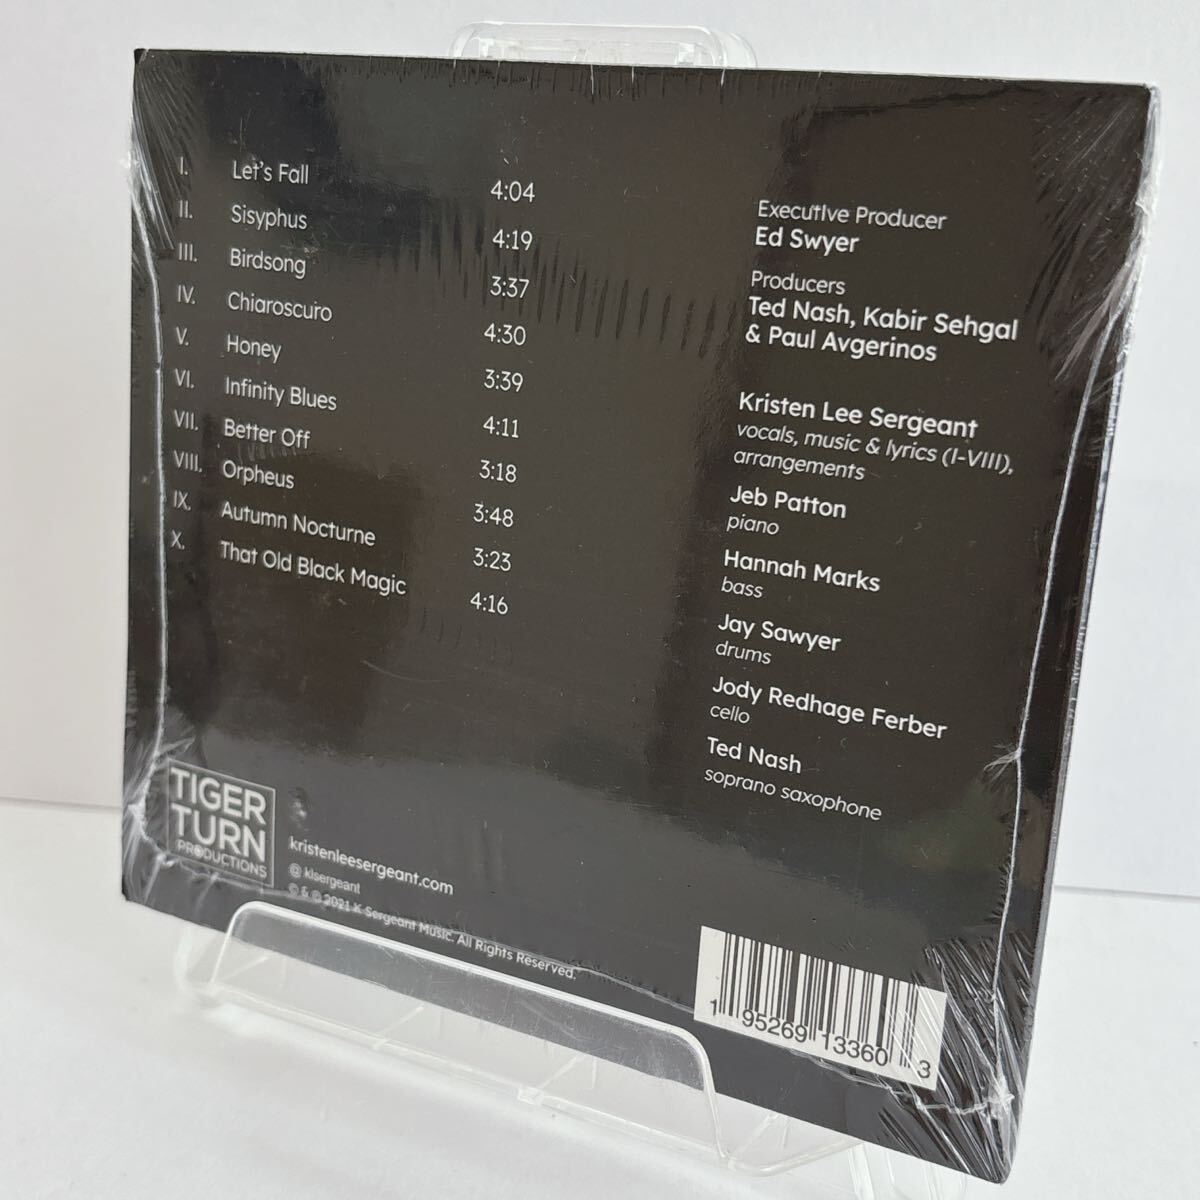 I. Let's Fall 4:04
II. Sisyphus 4:19
III. Birdsong 3:37
IV. Chiaroscuro 4:30
V. Honey 3:39
VI. Infinity Blues 4:11
VII. Better Off 3:18
VIII. Orpheus 3:48
IX. Autumn Nocturne 3:23
X. That Old Black Magic 4:16
Executive Producer
Ed Swyer
Producers
Ted Nash, Kabir Sehgal
& Paul Avgerinos
Kristen Lee Sergeant
vocals, music & lyrics (I-VIII),
arrangements
Jeb Patton
piano
Hannah Marks
bass
Jay Sawyer
drums
Jody Redhage Ferber
cello
Ted Nash
soprano saxophone
TIGER
TURN
PRODUCTIONS
kristenleesergeant.com
@ klsergeant
© & ℗ 2021 K Sergeant Music. All Rights Reserved.
1 95269 13360 3